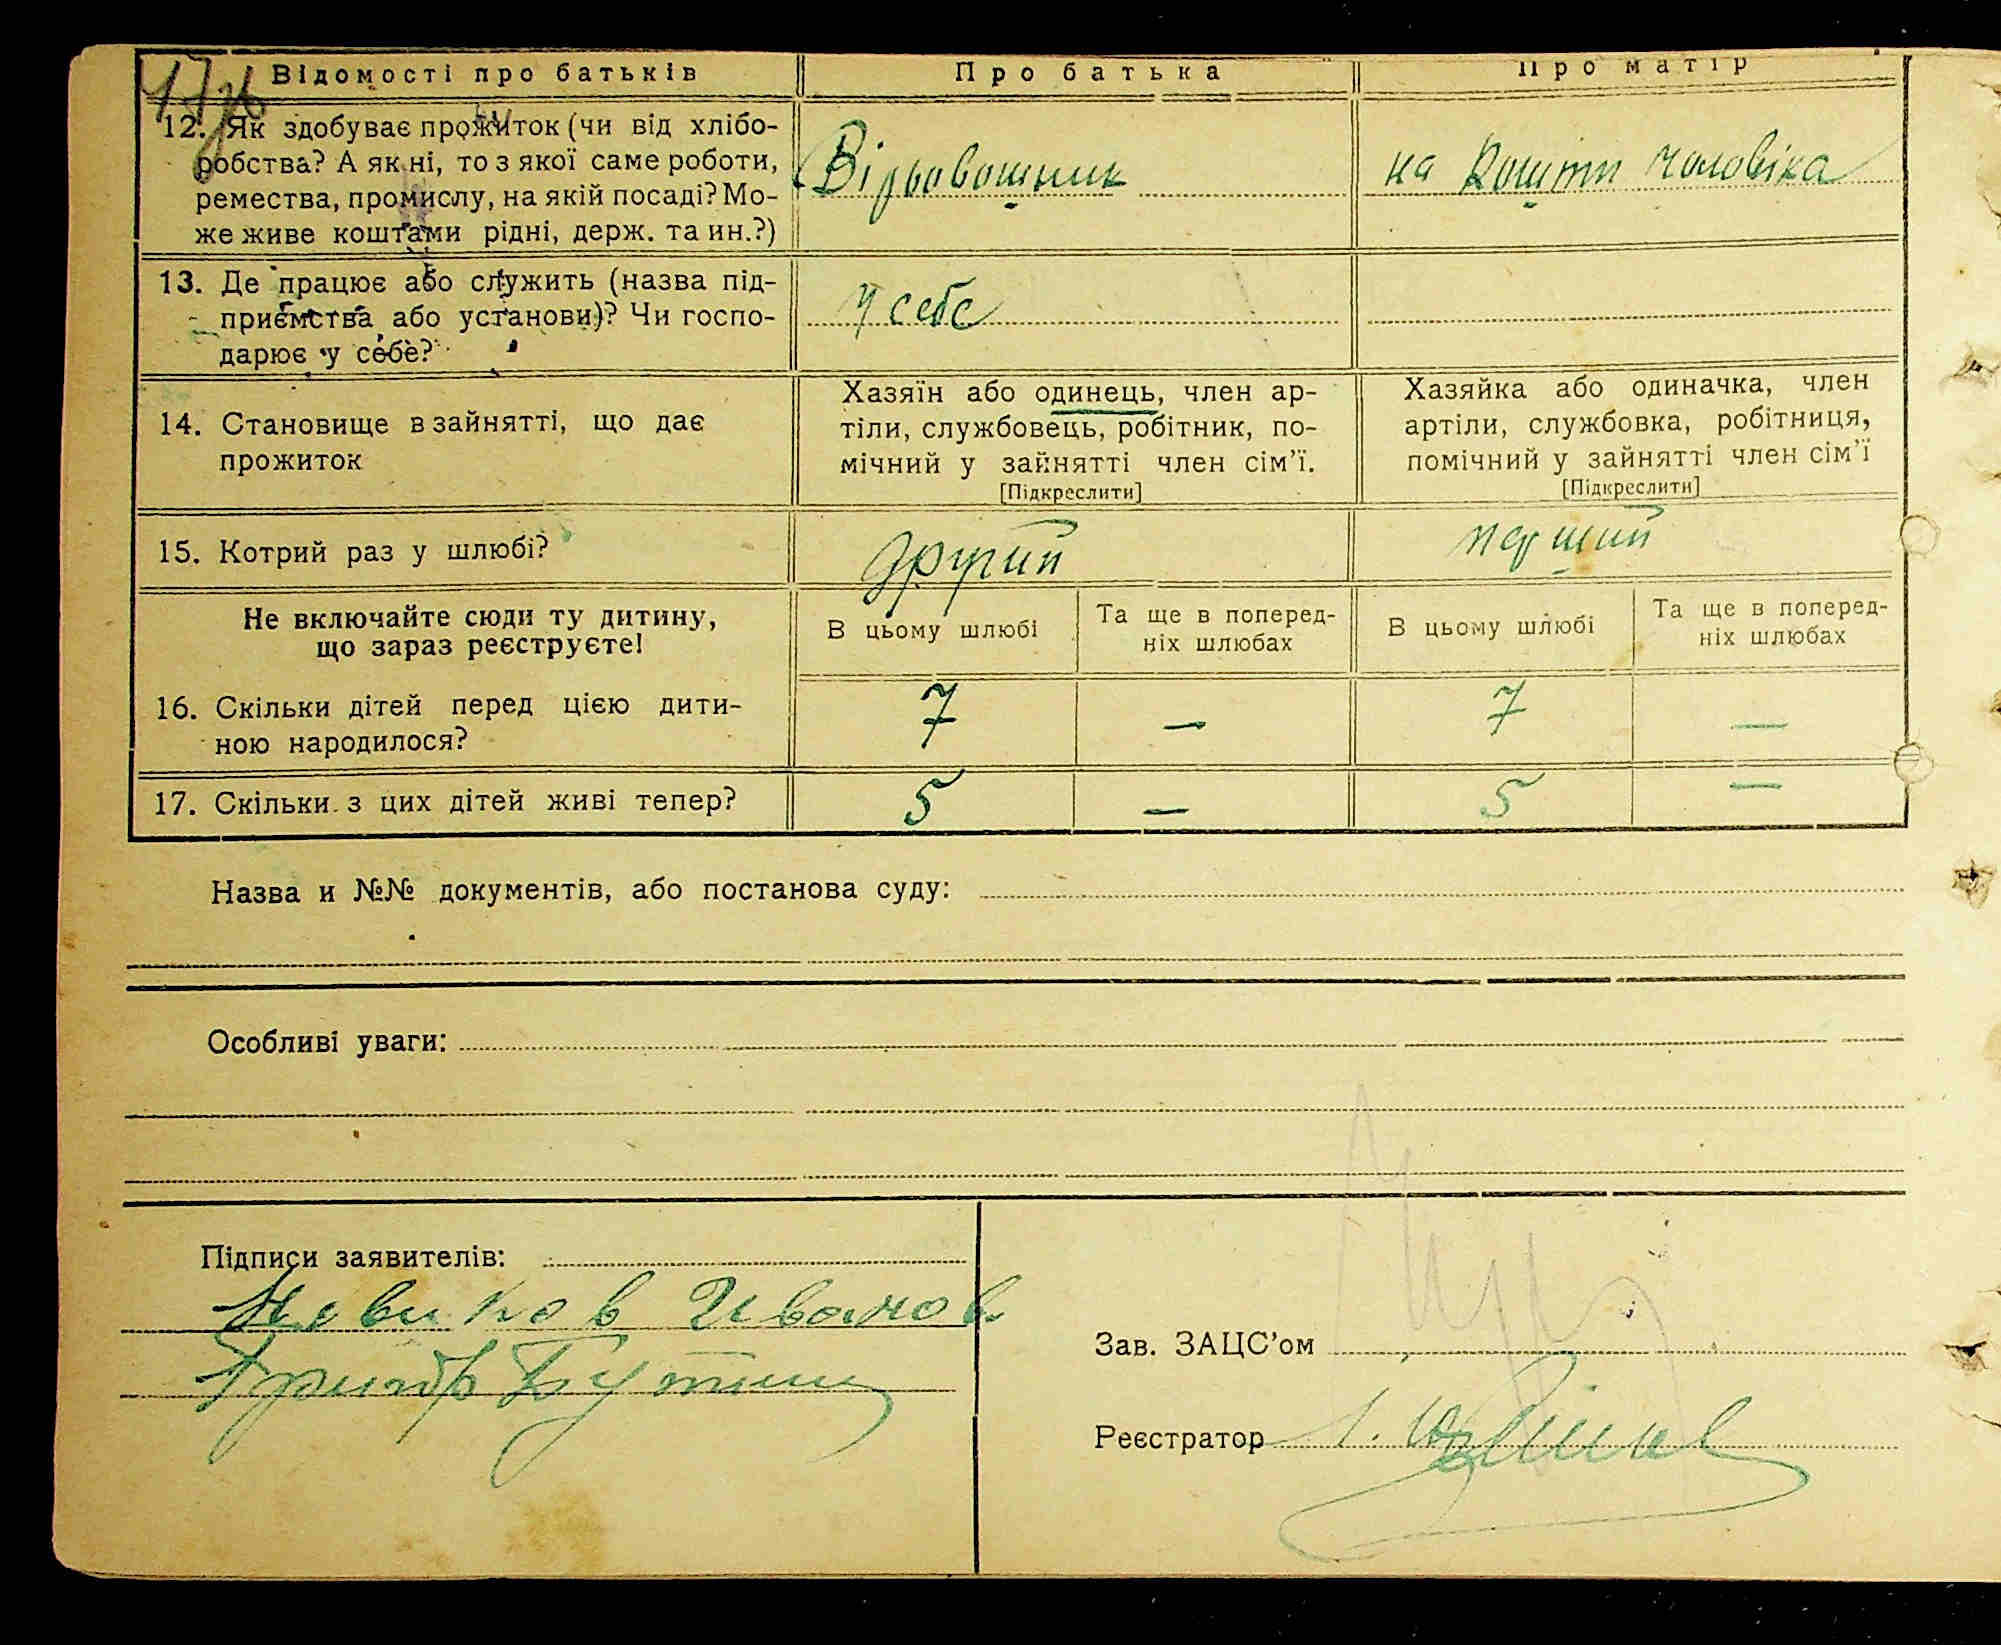 17зв
Відомості про батьків
Про батька
Про матір
12. Як здобуває прожиток (чи від хлібо-
робства? А як ні, то з якої саме роботи,
ремества, промислу, на якій посаді? Мо-
же живе коштами рідні, держ. та ин.?)
на кошти чоловіка
13. Де працює або служить (назва під-
приємства або установи)? Чи госпо-
дарює у себе?
у себе
14. Становище в зайнятті, що дає
прожиток
Хазяїн або одинець, член ар-
тіли, службовець, робітник, по-
мічний у зайнятті член сім’ї.
[Підкреслити]
Хазяйка або одиначка, член
артіли, службовка, робітниця,
помічний у зайнятті член сім’ї
[Підкреслити]
15. Котрий раз у шлюбі?
другий
перший
Не включайте сюди ту дитину,
що зараз реєструєте!
В цьому шлюбі
Та ще в поперед-
ніх шлюбах
В цьому шлюбі
Та ще в поперед-
ніх шлюбах
16. Скільки дітей перед цією дити-
ною народилося?
7
—
7
—
17. Скільки з цих дітей живі тепер?
5
—
5
—
Назва и №№ документів, або постанова суду:
Особливі уваги:
Підписи заявителів:
Новиков Иванов
Зав. ЗАЦС’ом
Реєстратор